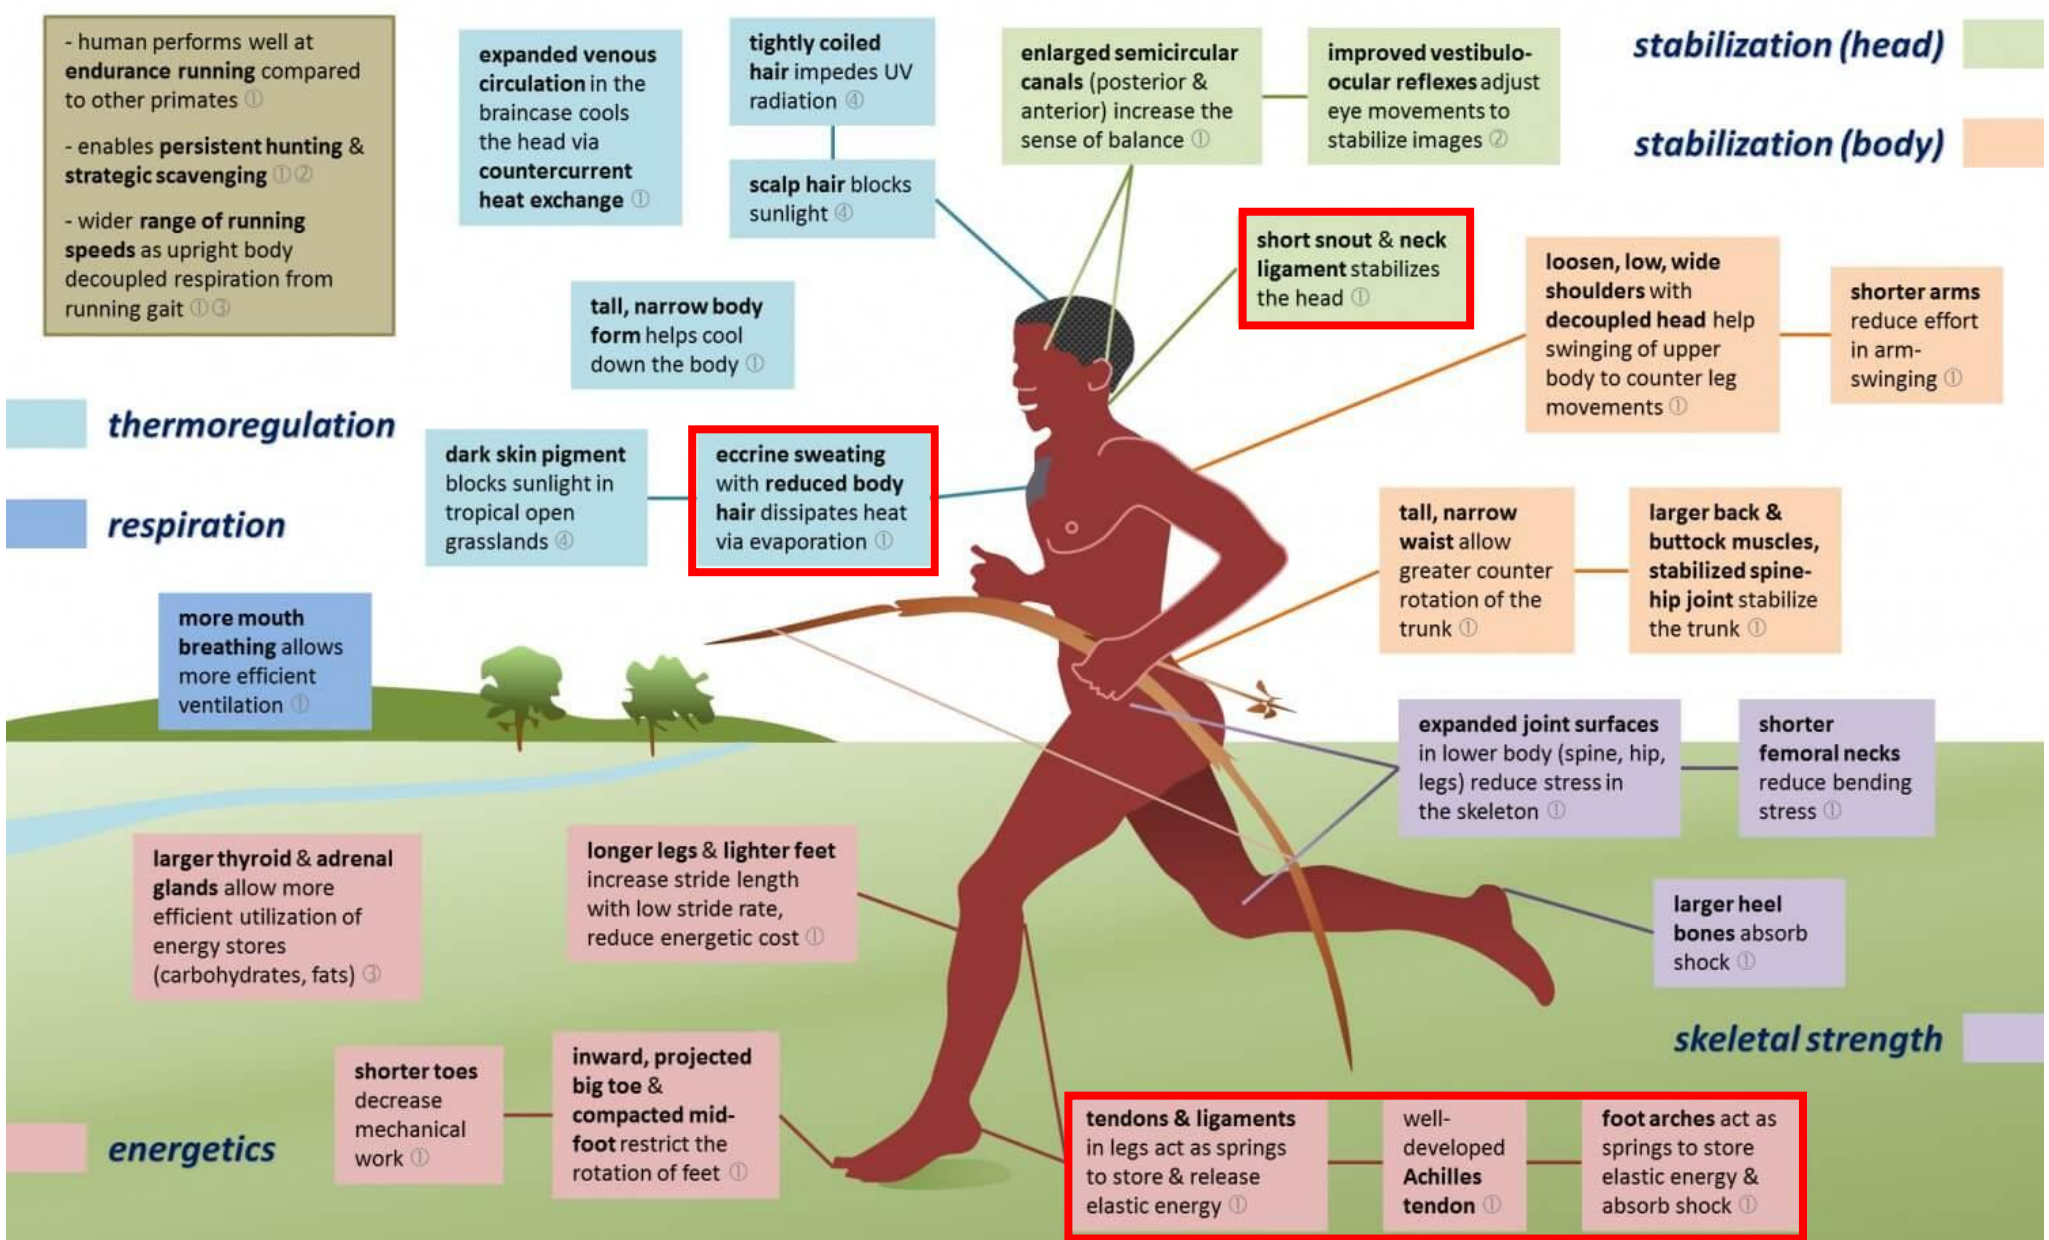 - human performs well at
endurance running compared
to other primates ①
- enables persistent hunting &
strategic scavenging ①②
- wider range of running
speeds as upright body
decoupled respiration from
running gait ①③
expanded venous
circulation in the
braincase cools
the head via
countercurrent
heat exchange ①
tightly coiled
hair impedes UV
radiation ④
scalp hair blocks
sunlight ④
enlarged semicircular
canals (posterior &
anterior) increase the
sense of balance ①
improved vestibulo-
ocular reflexes adjust
eye movements to
stabilize images ②
stabilization (head)
stabilization (body)
short snout & neck
ligament stabilizes
the head ①
loosen, low, wide
shoulders with
decoupled head help
swinging of upper
body to counter leg
movements ①
shorter arms
reduce effort
in arm-
swinging ①
tall, narrow body
form helps cool
down the body ①
thermoregulation
respiration
dark skin pigment
blocks sunlight in
tropical open
grasslands ④
eccrine sweating
with reduced body
hair dissipates heat
via evaporation ①
tall, narrow
waist allow
greater counter
rotation of the
trunk ①
larger back &
buttock muscles,
stabilized spine-
hip joint stabilize
the trunk ①
more mouth
breathing allows
more efficient
ventilation ①
expanded joint surfaces
in lower body (spine, hip,
legs) reduce stress in
the skeleton ①
shorter
femoral necks
reduce bending
stress ①
larger thyroid & adrenal
glands allow more
efficient utilization of
energy stores
(carbohydrates, fats) ③
longer legs & lighter feet
increase stride length
with low stride rate,
reduce energetic cost ①
larger heel
bones absorb
shock ①
skeletal strength
shorter toes
decrease
mechanical
work ①
inward, projected
big toe &
compacted mid-
foot restrict the
rotation of feet ①
energetics
tendons & ligaments
in legs act as springs
to store & release
elastic energy ①
well-
developed
Achilles
tendon ①
foot arches act as
springs to store
elastic energy &
absorb shock ①